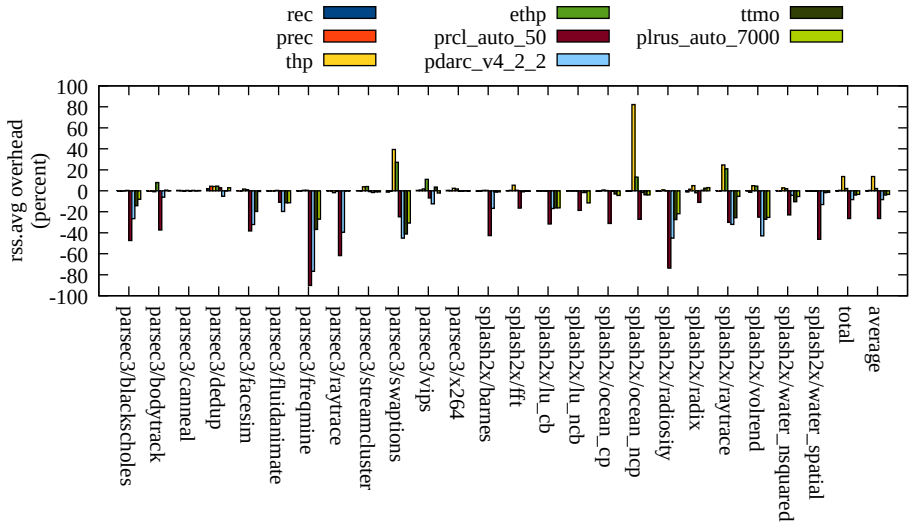 rec
prec
thp
ethp
prcl_auto_50
pdarc_v4_2_2
ttmo
plrus_auto_7000
rss.avg overhead
(percent)
100
80
60
40
20
0
-20
-40
-60
-80
-100
parsec3/blackscholes
parsec3/bodytrack
parsec3/canneal
parsec3/dedup
parsec3/facesim
parsec3/fluidanimate
parsec3/freqmine
parsec3/raytrace
parsec3/streamcluster
parsec3/swaptions
parsec3/vips
parsec3/x264
splash2x/barnes
splash2x/fft
splash2x/lu_cb
splash2x/lu_ncb
splash2x/ocean_cp
splash2x/ocean_ncp
splash2x/radiosity
splash2x/radix
splash2x/raytrace
splash2x/volrend
splash2x/water_nsquared
splash2x/water_spatial
total
average